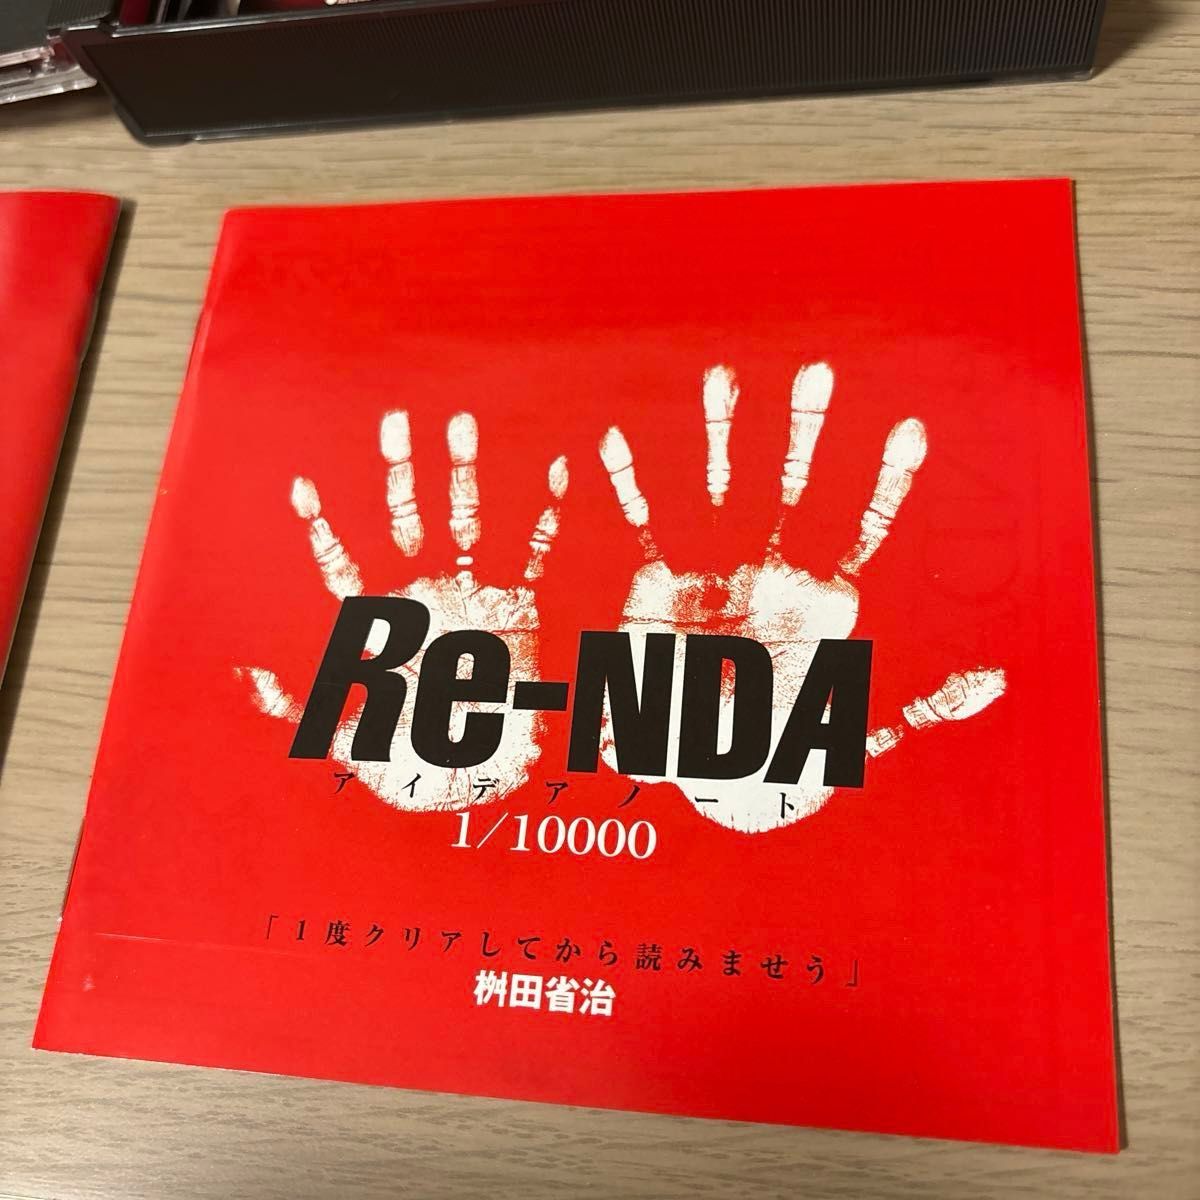 Re-NDA
アイデアノート
1/10000
「1度クリアしてから読みませう」
桝田省治